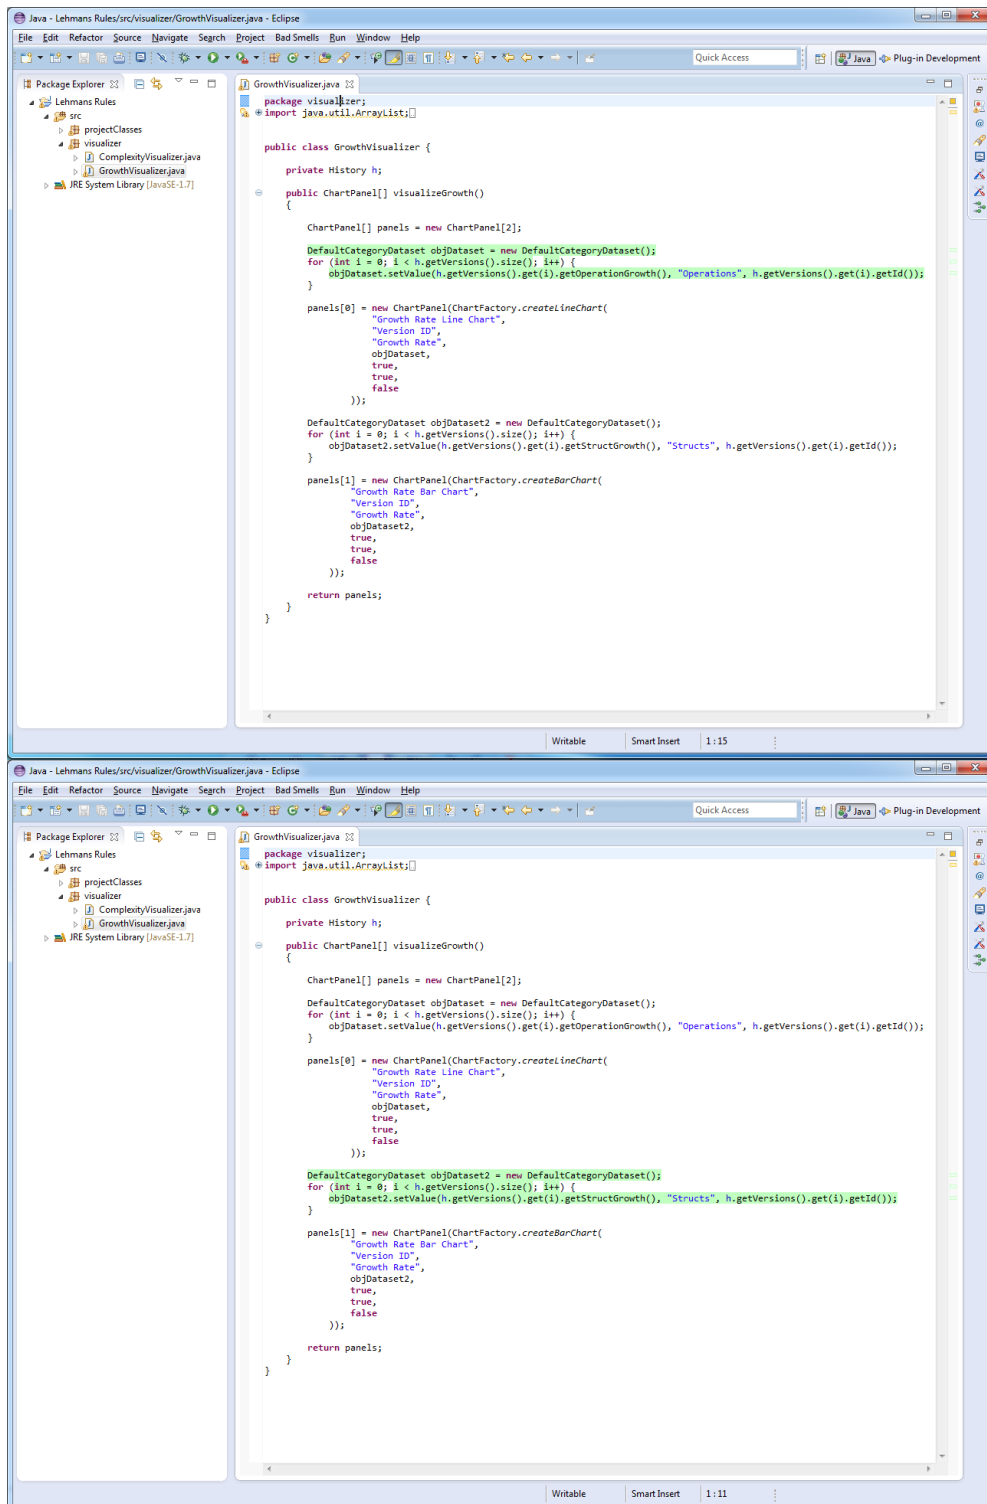 Java - Lehmans Rules/src/visualizer/GrowthVisualizer.java - Eclipse
File Edit Refactor Source Navigate Search Project Bad Smells Run Window Help
Quick Access Java Plug-in Development
Package Explorer
Lehmans Rules
src
projectClasses
visualizer
ComplexityVisualizer.java
GrowthVisualizer.java
JRE System Library [JavaSE-1.7]
GrowthVisualizer.java
package visualizer;
import java.util.ArrayList;
public class GrowthVisualizer {
private History h;
public ChartPanel[] visualizeGrowth()
{
ChartPanel[] panels = new ChartPanel[2];
DefaultCategoryDataset objDataset = new DefaultCategoryDataset();
for (int i = 0; i < h.getVersions().size(); i++) {
objDataset.setValue(h.getVersions().get(i).getOperationGrowth(), "Operations", h.getVersions().get(i).getId());
}
panels[0] = new ChartPanel(ChartFactory.createLineChart(
"Growth Rate Line Chart",
"Version ID",
"Growth Rate",
objDataset,
true,
true,
false
));
DefaultCategoryDataset objDataset2 = new DefaultCategoryDataset();
for (int i = 0; i < h.getVersions().size(); i++) {
objDataset2.setValue(h.getVersions().get(i).getStructGrowth(), "Structs", h.getVersions().get(i).getId());
}
panels[1] = new ChartPanel(ChartFactory.createBarChart(
"Growth Rate Bar Chart",
"Version ID",
"Growth Rate",
objDataset2,
true,
true,
false
));
return panels;
}
}
Writable Smart Insert 1 : 15
Java - Lehmans Rules/src/visualizer/GrowthVisualizer.java - Eclipse
File Edit Refactor Source Navigate Search Project Bad Smells Run Window Help
Quick Access Java Plug-in Development
Package Explorer
Lehmans Rules
src
projectClasses
visualizer
ComplexityVisualizer.java
GrowthVisualizer.java
JRE System Library [JavaSE-1.7]
GrowthVisualizer.java
package visualizer;
import java.util.ArrayList;
public class GrowthVisualizer {
private History h;
public ChartPanel[] visualizeGrowth()
{
ChartPanel[] panels = new ChartPanel[2];
DefaultCategoryDataset objDataset = new DefaultCategoryDataset();
for (int i = 0; i < h.getVersions().size(); i++) {
objDataset.setValue(h.getVersions().get(i).getOperationGrowth(), "Operations", h.getVersions().get(i).getId());
}
panels[0] = new ChartPanel(ChartFactory.createLineChart(
"Growth Rate Line Chart",
"Version ID",
"Growth Rate",
objDataset,
true,
true,
false
));
DefaultCategoryDataset objDataset2 = new DefaultCategoryDataset();
for (int i = 0; i < h.getVersions().size(); i++) {
objDataset2.setValue(h.getVersions().get(i).getStructGrowth(), "Structs", h.getVersions().get(i).getId());
}
panels[1] = new ChartPanel(ChartFactory.createBarChart(
"Growth Rate Bar Chart",
"Version ID",
"Growth Rate",
objDataset2,
true,
true,
false
));
return panels;
}
}
Writable Smart Insert 1 : 11